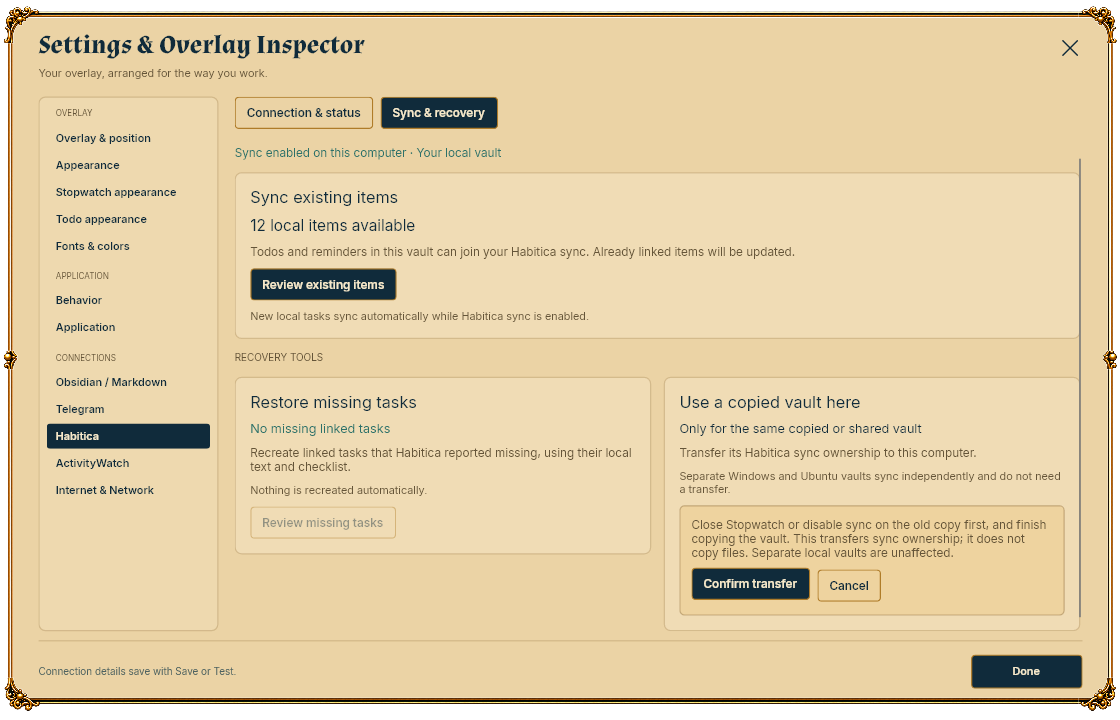 Settings & Overlay Inspector
Your overlay, arranged for the way you work.
OVERLAY
Overlay & position
Appearance
Stopwatch appearance
Todo appearance
Fonts & colors
APPLICATION
Behavior
Application
CONNECTIONS
Obsidian / Markdown
Telegram
Habitica
ActivityWatch
Internet & Network
Connection & status
Sync & recovery
Sync enabled on this computer · Your local vault
Sync existing items
12 local items available
Todos and reminders in this vault can join your Habitica sync. Already linked items will be updated.
Review existing items
New local tasks sync automatically while Habitica sync is enabled.
RECOVERY TOOLS
Restore missing tasks
No missing linked tasks
Recreate linked tasks that Habitica reported missing, using their local
text and checklist.
Nothing is recreated automatically.
Review missing tasks
Use a copied vault here
Only for the same copied or shared vault
Transfer its Habitica sync ownership to this computer.
Separate Windows and Ubuntu vaults sync independently and do not need
a transfer.
Close Stopwatch or disable sync on the old copy first, and finish
copying the vault. This transfers sync ownership; it does not
copy files. Separate local vaults are unaffected.
Confirm transfer
Cancel
Connection details save with Save or Test.
Done